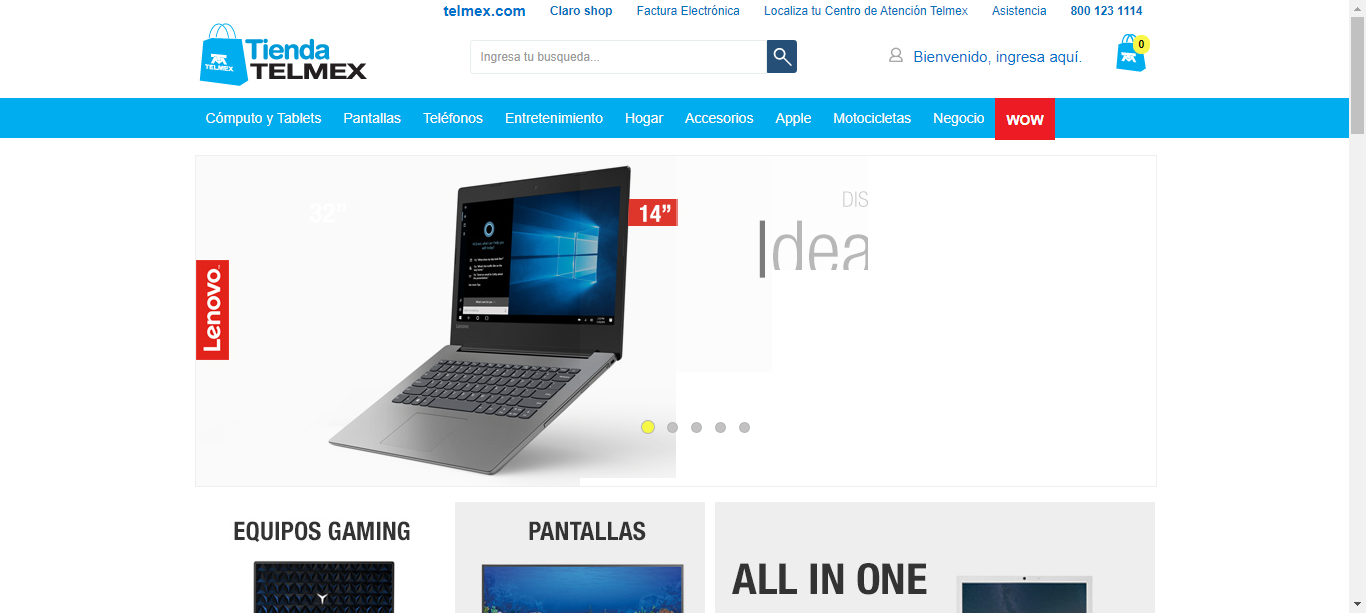 telmex.com Claro shop Factura Electrónica Localiza tu Centro de Atención Telmex Asistencia 800 123 1114
Tienda
TELMEX
TELMEX
Ingresa tu busqueda...
Bienvenido, ingresa aquí.
0
Cómputo y Tablets Pantallas Teléfonos Entretenimiento Hogar Accesorios Apple Motocicletas Negocio WOW
32”
14”
DIS
Idea
Lenovo
Lenovo
EQUIPOS GAMING
PANTALLAS
ALL IN ONE